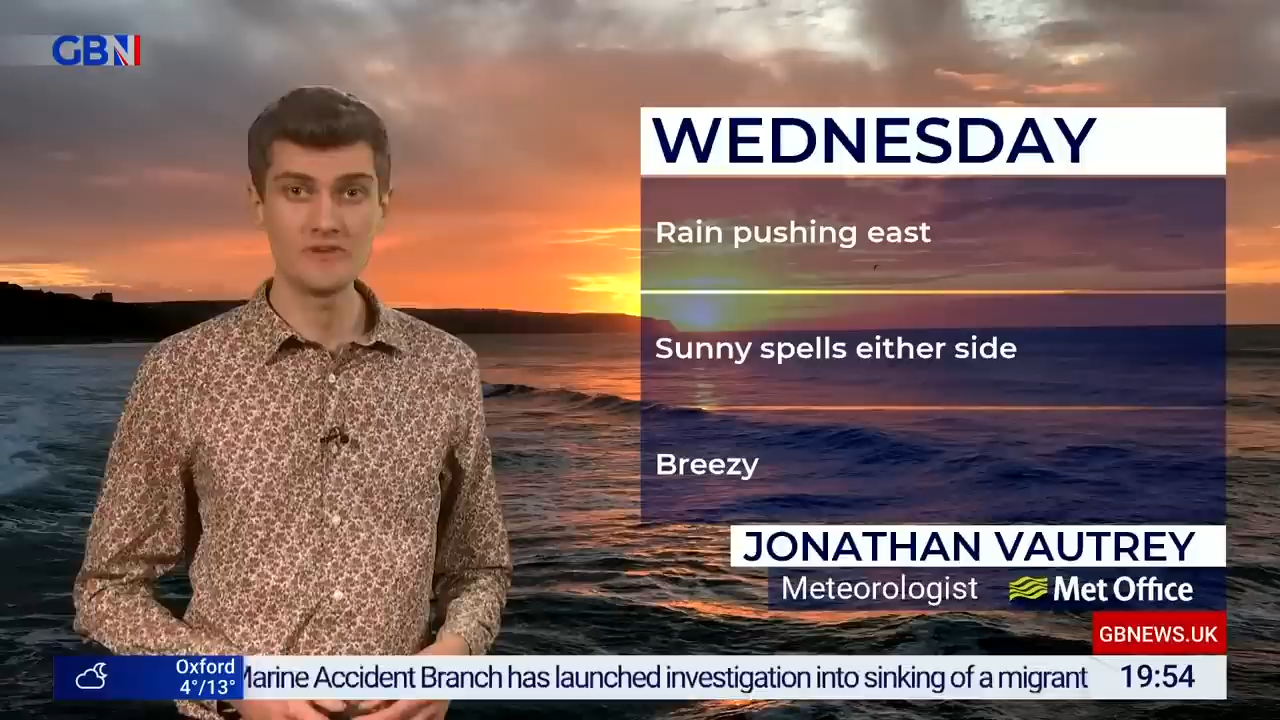 GBN
WEDNESDAY
Rain pushing east
Sunny spells either side
Breezy
JONATHAN VAUTREY
Meteorologist
Met Office
GBNEWS.UK
Oxford
4°/13°
Marine Accident Branch has launched investigation into sinking of a migrant
19:54